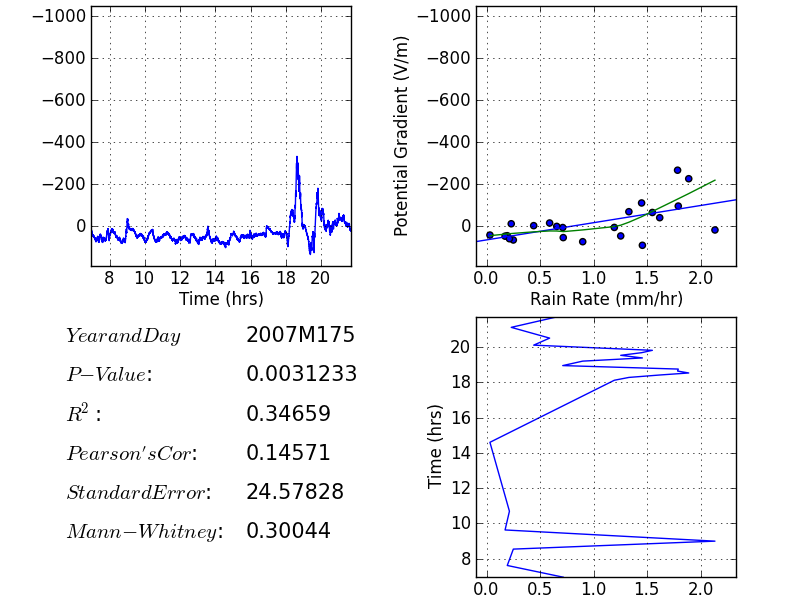 −1050
−800
−600
−400
−200
0
8 10 12 14 16 18 20
Time (hrs)
Potential Gradient (V/m)
−1050
−800
−600
−400
−200
0
0.0 0.5 1.0 1.5 2.0
Rain Rate (mm/hr)
YearandDay 2007M175
P−Value: 0.0031233
R²: 0.34659
Pearson'sCor: 0.14571
StandardError: 24.57828
Mann−Whitney: 0.30044
Time (hrs)
20
18
16
14
12
10
8
0.0 0.5 1.0 1.5 2.0